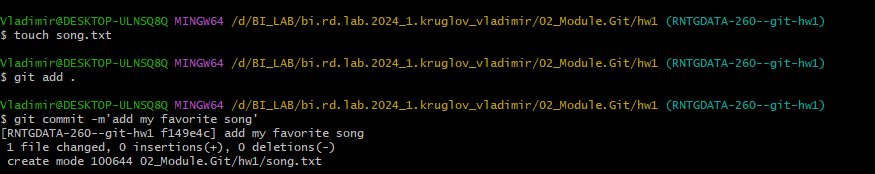 Vladimir@DESKTOP-ULNSQ8Q MINGW64 /d/BI_LAB/bi.rd.lab.2024_1.kruglov_vladimir/02_Module.Git/hw1 (RNTGDATA-260--git-hw1)
$ touch song.txt
Vladimir@DESKTOP-ULNSQ8Q MINGW64 /d/BI_LAB/bi.rd.lab.2024_1.kruglov_vladimir/02_Module.Git/hw1 (RNTGDATA-260--git-hw1)
$ git add .
Vladimir@DESKTOP-ULNSQ8Q MINGW64 /d/BI_LAB/bi.rd.lab.2024_1.kruglov_vladimir/02_Module.Git/hw1 (RNTGDATA-260--git-hw1)
$ git commit -m'add my favorite song'
[RNTGDATA-260--git-hw1 f149e4c] add my favorite song
 1 file changed, 0 insertions(+), 0 deletions(-)
 create mode 100644 02_Module.Git/hw1/song.txt